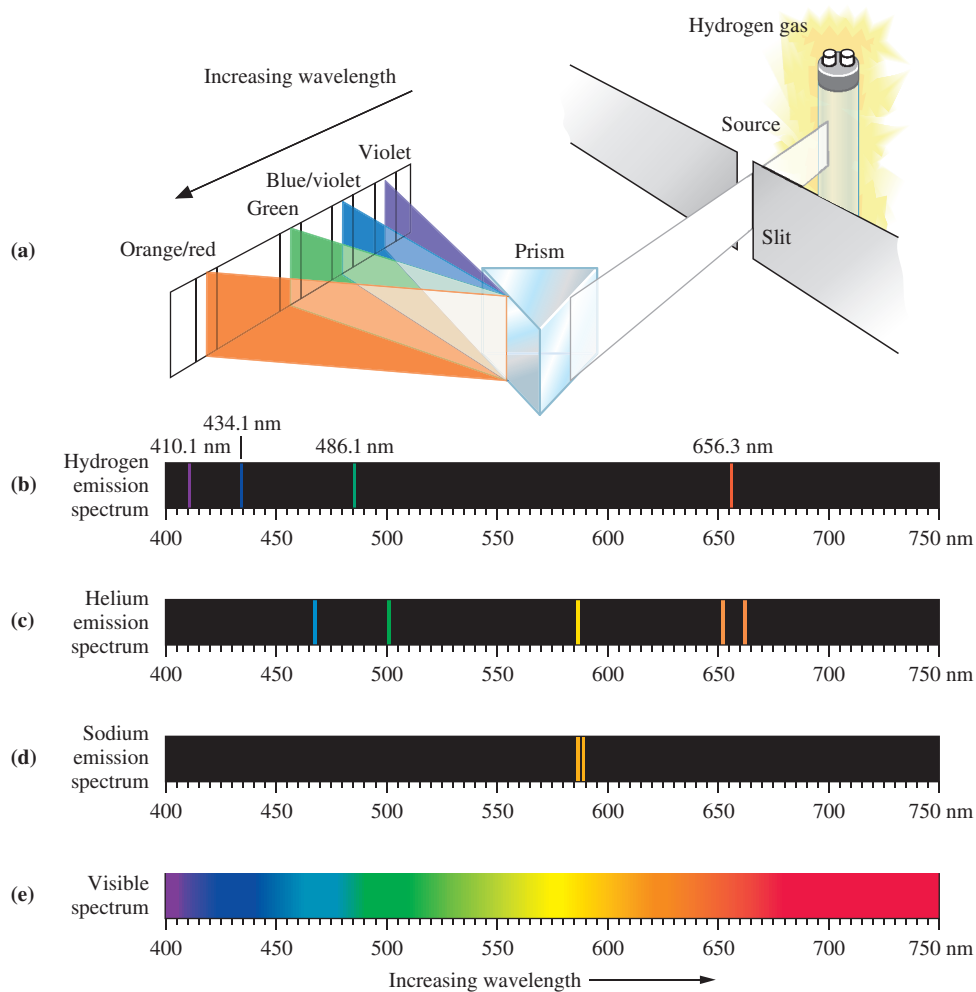 Hydrogen gas
Increasing wavelength
Source
Violet
Blue/violet
Green
Slit
Orange/red
Prism
(a)
434.1 nm
410.1 nm
486.1 nm
656.3 nm
(b)
Hydrogen
emission
spectrum
400 450 500 550 600 650 700 750 nm
(c)
Helium
emission
spectrum
400 450 500 550 600 650 700 750 nm
(d)
Sodium
emission
spectrum
400 450 500 550 600 650 700 750 nm
(e)
Visible
spectrum
400 450 500 550 600 650 700 750 nm
Increasing wavelength